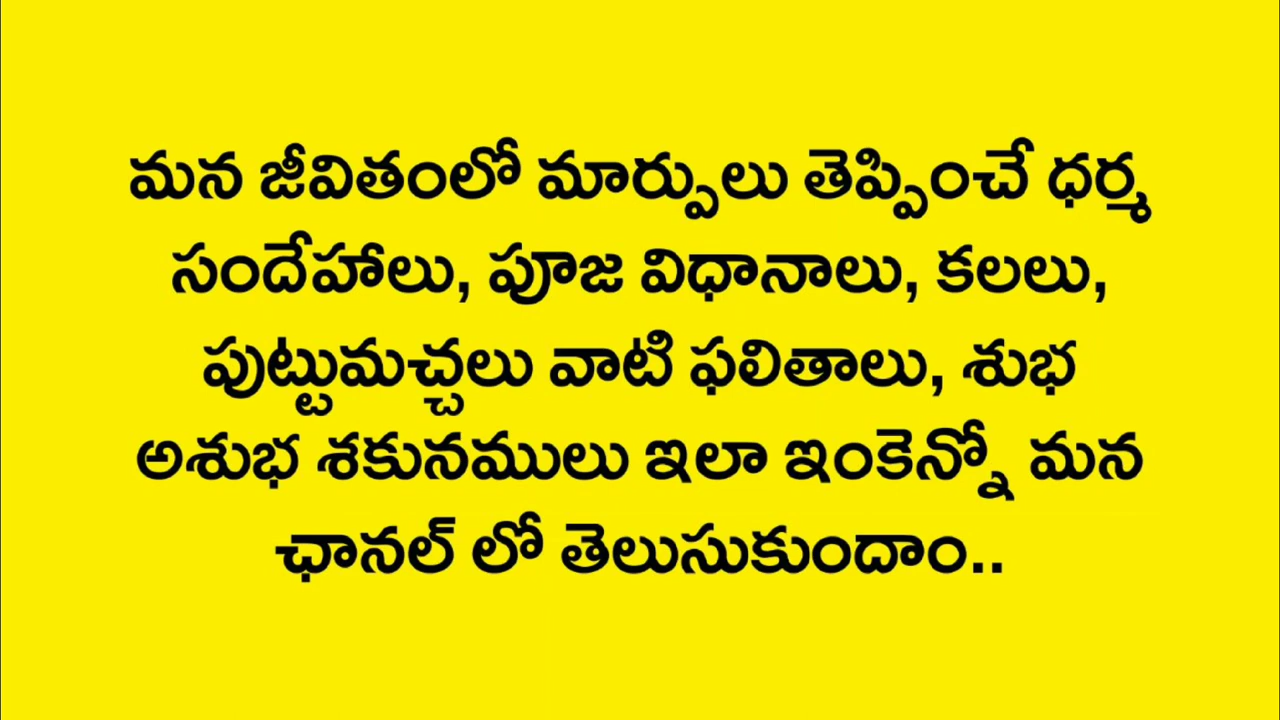 మన జీవితంలో మార్పులు తెప్పించే ధర్మ
సందేహాలు, పూజ విధానాలు, కలలు,
పుట్టుమచ్చలు వాటి ఫలితాలు, శుభ
అశుభ శకునములు ఇలా ఇంకెన్నో మన
ఛానల్ లో తెలుసుకుందాం..